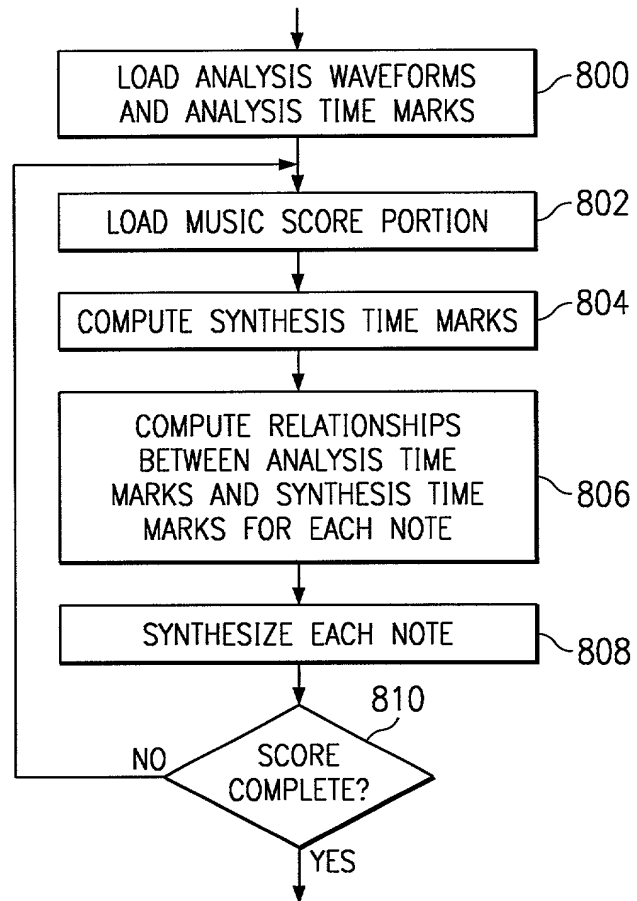 LOAD ANALYSIS WAVEFORMS
AND ANALYSIS TIME MARKS
800
LOAD MUSIC SCORE PORTION
802
COMPUTE SYNTHESIS TIME MARKS
804
COMPUTE RELATIONSHIPS
BETWEEN ANALYSIS TIME
MARKS AND SYNTHESIS TIME
MARKS FOR EACH NOTE
806
SYNTHESIZE EACH NOTE
808
810
NO
SCORE
COMPLETE?
YES